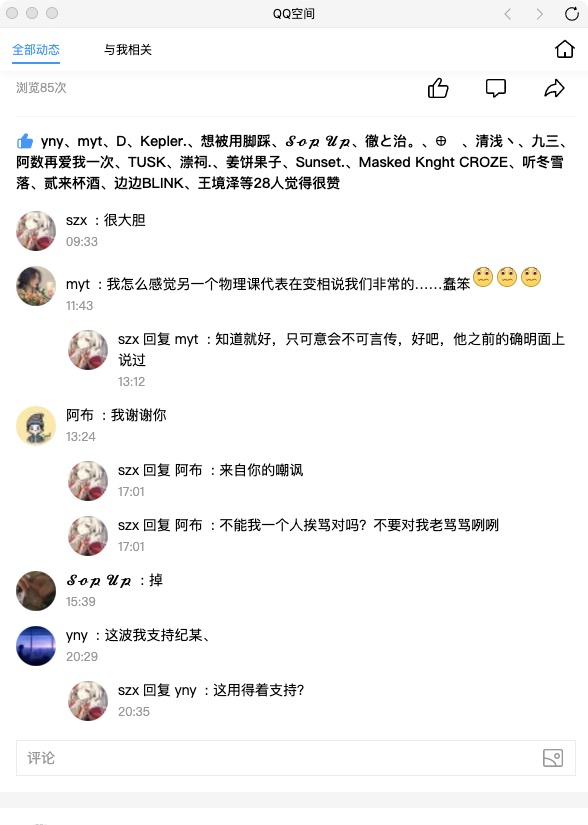 QQ空间
全部动态 与我相关
浏览85次
yny、myt、D、Kepler.、想被用脚踩、𝓢𝓸𝓹 𝓤𝓹、徹と治。、⊕ 、清浅丶、九三、
阿数再爱我一次、TUSK、漴祠.、姜饼果子、Sunset.、Masked Knght CROZE、听冬雪
落、贰来杯酒、边边BLINK、王境泽等28人觉得很赞
szx ：很大胆
09:33
myt ：我怎么感觉另一个物理课代表在变相说我们非常的……蠢笨
11:43
szx 回复 myt ：知道就好，只可意会不可言传，好吧，他之前的确明面上
说过
13:12
阿布 ：我谢谢你
13:24
szx 回复 阿布 ：来自你的嘲讽
17:01
szx 回复 阿布 ：不能我一个人挨骂对吗？不要对我老骂骂咧咧
17:01
𝓢𝓸𝓹 𝓤𝓹 ：掉
15:39
yny ：这波我支持纪某、
20:29
szx 回复 yny ：这用得着支持？
20:35
评论